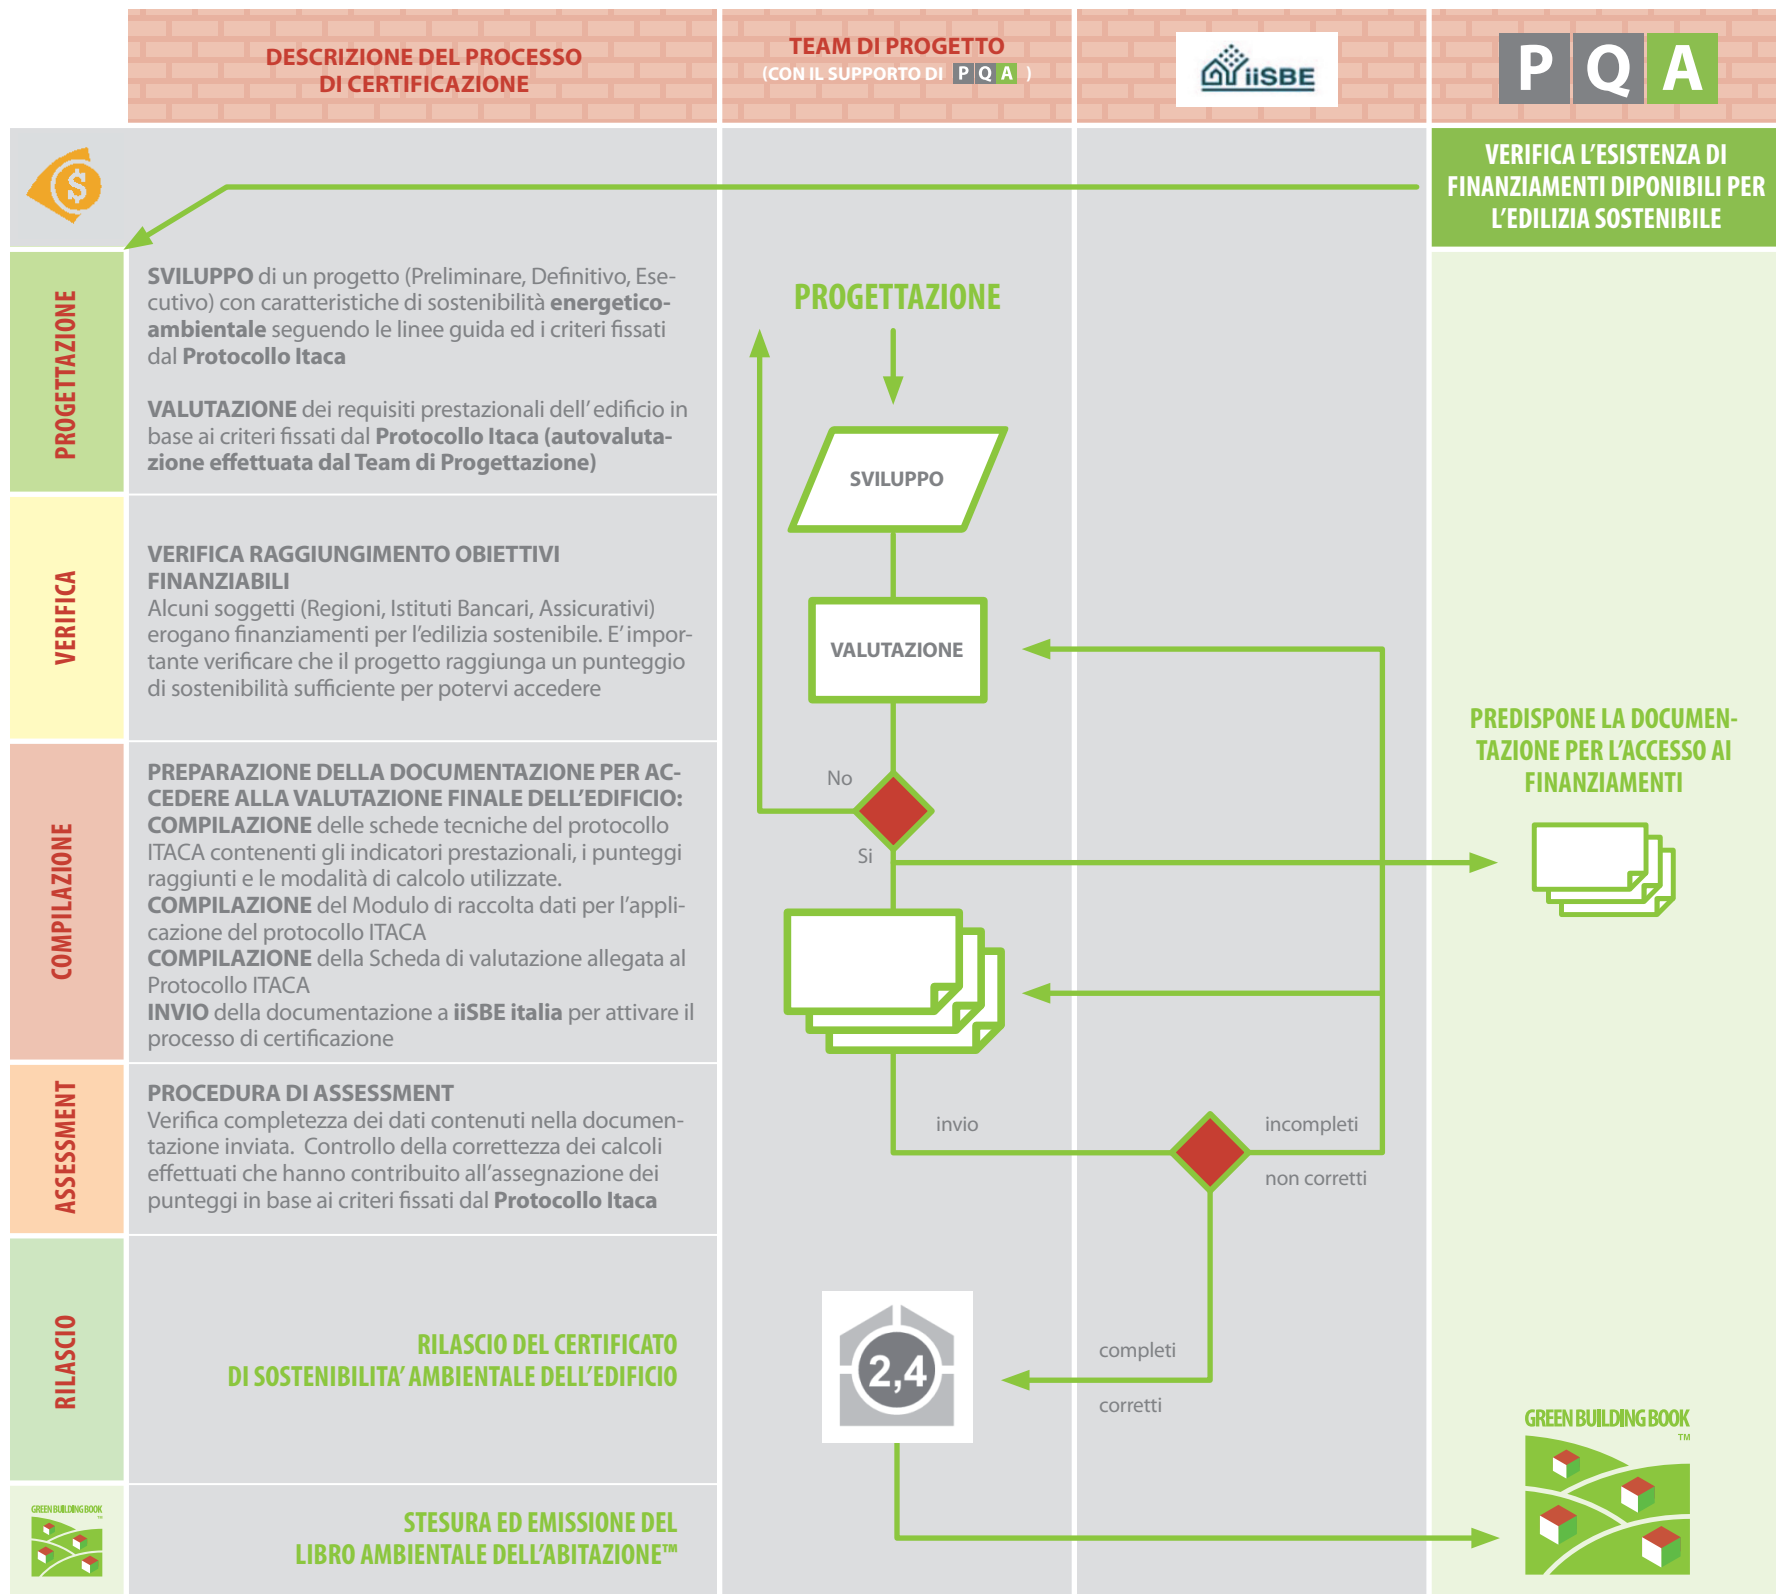 DESCRIZIONE DEL PROCESSO
DI CERTIFICAZIONE
TEAM DI PROGETTO
(CON IL SUPPORTO DI P Q A )
iiSBE
P Q A
VERIFICA L'ESISTENZA DI
FINANZIAMENTI DIPONIBILI PER
L'EDILIZIA SOSTENIBILE
$
PROGETTAZIONE
SVILUPPO di un progetto (Preliminare, Definitivo, Ese-
cutivo) con caratteristiche di sostenibilità energetico-
ambientale seguendo le linee guida ed i criteri fissati
dal Protocollo Itaca
VALUTAZIONE dei requisiti prestazionali dell' edificio in
base ai criteri fissati dal Protocollo Itaca (autovaluta-
zione effettuata dal Team di Progettazione)
PROGETTAZIONE
SVILUPPO
VERIFICA
VERIFICA RAGGIUNGIMENTO OBIETTIVI
FINANZIABILI
Alcuni soggetti (Regioni, Istituti Bancari, Assicurativi)
erogano finanziamenti per l'edilizia sostenibile. E' impor-
tante verificare che il progetto raggiunga un punteggio
di sostenibilità sufficiente per potervi accedere
VALUTAZIONE
PREDISPONE LA DOCUMEN-
TAZIONE PER L'ACCESSO AI
FINANZIAMENTI
COMPILAZIONE
PREPARAZIONE DELLA DOCUMENTAZIONE PER AC-
CEDERE ALLA VALUTAZIONE FINALE DELL'EDIFICIO:
COMPILAZIONE delle schede tecniche del protocollo
ITACA contenenti gli indicatori prestazionali, i punteggi
raggiunti e le modalità di calcolo utilizzate.
COMPILAZIONE del Modulo di raccolta dati per l'appli-
cazione del protocollo ITACA
COMPILAZIONE della Scheda di valutazione allegata al
Protocollo ITACA
INVIO della documentazione a iiSBE italia per attivare il
processo di certificazione
No
Si
ASSESSMENT
PROCEDURA DI ASSESSMENT
Verifica completezza dei dati contenuti nella documen-
tazione inviata. Controllo della correttezza dei calcoli
effettuati che hanno contribuito all'assegnazione dei
punteggi in base ai criteri fissati dal Protocollo Itaca
invio
incompleti
non corretti
RILASCIO
RILASCIO DEL CERTIFICATO
DI SOSTENIBILITA' AMBIENTALE DELL'EDIFICIO
2,4
completi
corretti
GREEN BUILDING BOOK
TM
GREEN BUILDING BOOK
TM
STESURA ED EMISSIONE DEL
LIBRO AMBIENTALE DELL'ABITAZIONE™